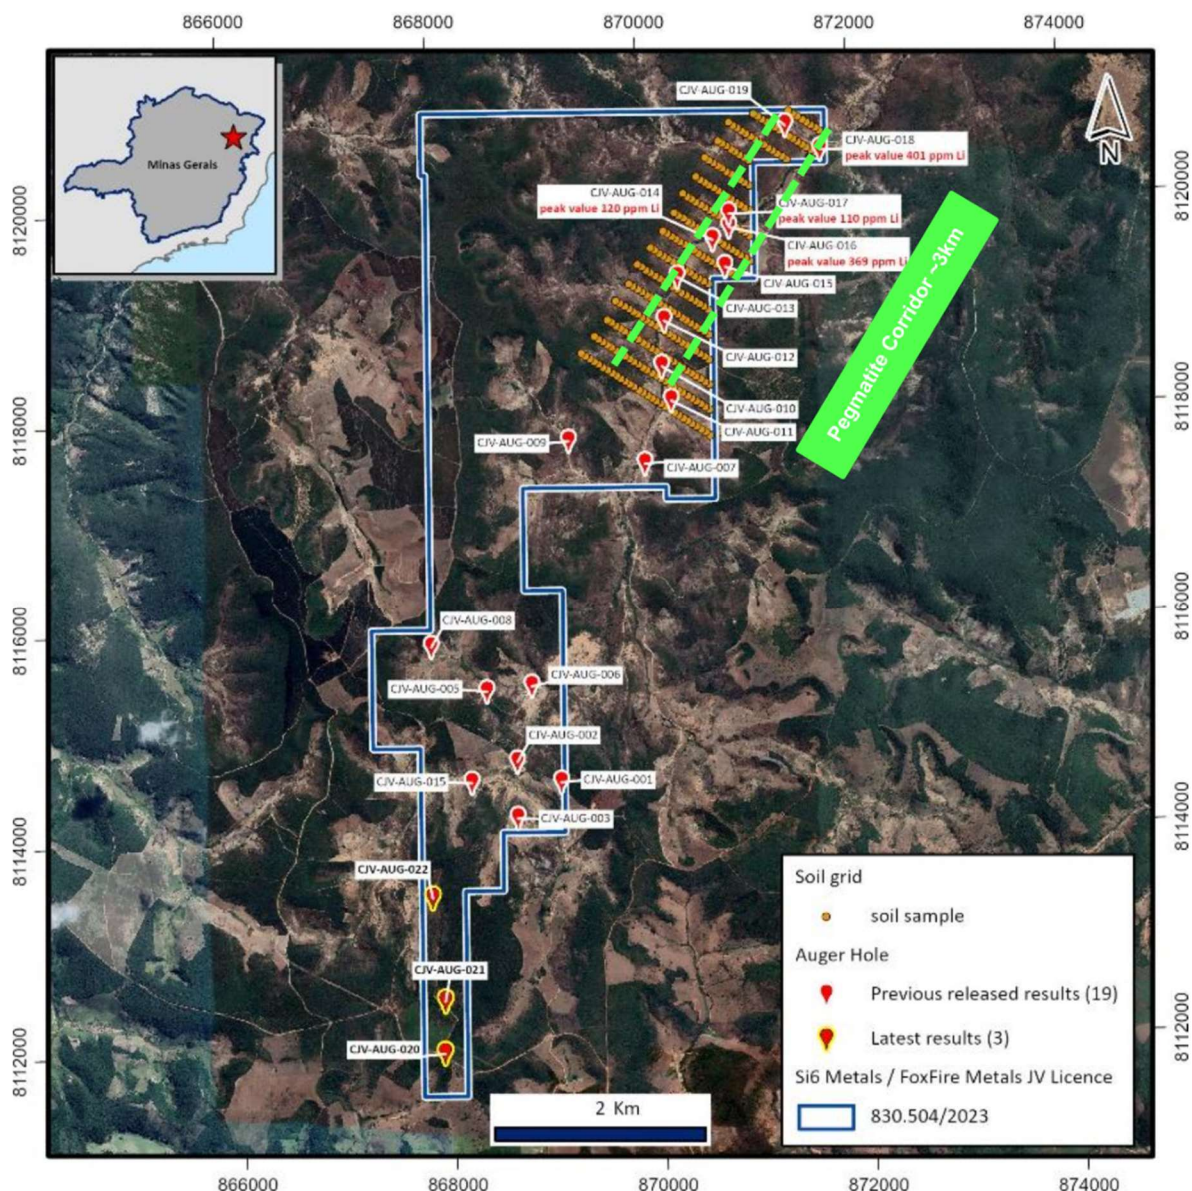 866000
868000
870000
872000
874000
Minas Gerais
N
CJV-AUG-019
CJV-AUG-018
peak value 401 ppm Li
CJV-AUG-014
peak value 120 ppm Li
CJV-AUG-017
peak value 110 ppm Li
CJV-AUG-016
peak value 369 ppm Li
CJV-AUG-015
CJV-AUG-013
CJV-AUG-012
CJV-AUG-010
CJV-AUG-011
CJV-AUG-009
CJV-AUG-007
Pegmatite Corridor ~3km
CJV-AUG-008
CJV-AUG-006
CJV-AUG-005
CJV-AUG-002
CJV-AUG-015
CJV-AUG-001
CJV-AUG-003
CJV-AUG-022
CJV-AUG-021
CJV-AUG-020
8120000
8118000
8116000
8114000
8112000
8120000
8118000
8116000
8114000
8112000
2 Km
Soil grid
soil sample
Auger Hole
Previous released results (19)
Latest results (3)
Si6 Metals / FoxFire Metals JV Licence
830.504/2023
866000
868000
870000
872000
874000